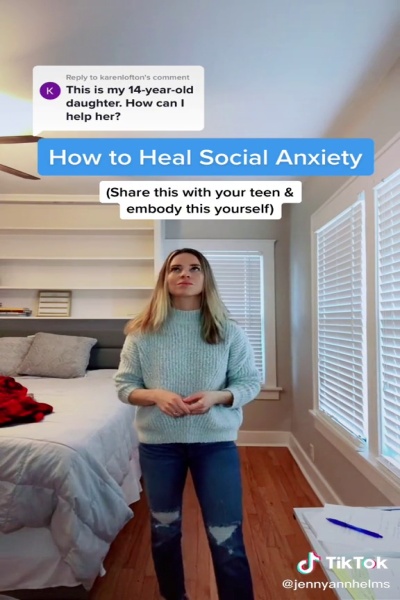 K
Reply to karenlofton's comment
This is my 14-year-old
daughter. How can I
help her?
How to Heal Social Anxiety
(Share this with your teen &
embody this yourself)
TikTok
@jennyannhelms